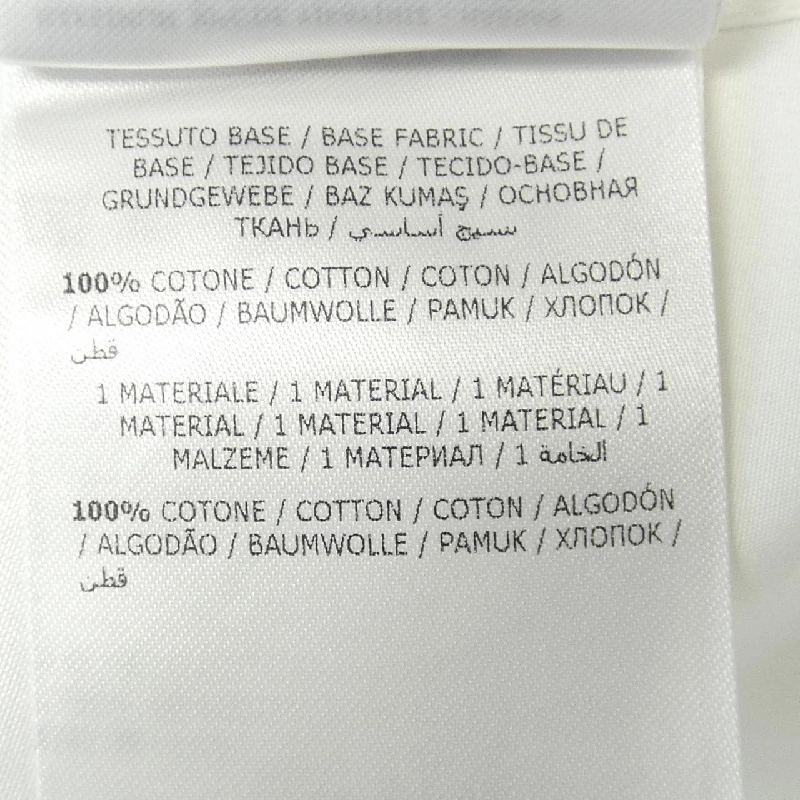 TESSUTO BASE / BASE FABRIC / TISSU DE
BASE / TEJIDO BASE / TECIDO-BASE /
GRUNDGEWEBE / BAZ KUMAŞ / ОСНОВНАЯ
ТКАНЬ / نسيج أساسي
100% COTONE / COTTON / COTON / ALGODÓN
/ ALGODÃO / BAUMWOLLE / PAMUK / ХЛОПОК /
قطن
1 MATERIALE / 1 MATERIAL / 1 MATÉRIAU / 1
MATERIAL / 1 MATERIAL / 1 MATERIAL / 1
MALZEME / 1 МАТЕРИАЛ / 1 الخامة
100% COTONE / COTTON / COTON / ALGODÓN
/ ALGODÃO / BAUMWOLLE / PAMUK / ХЛОПОК /
قطن